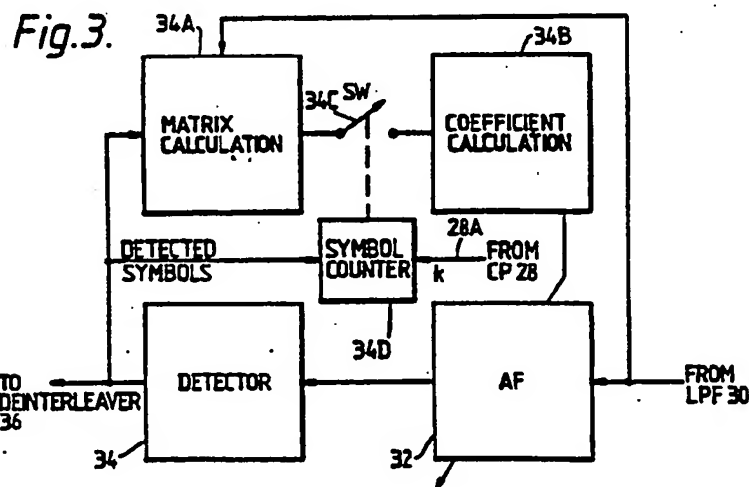 Fig.3.
34A
34B
34C
SW
MATRIX
CALCULATION
COEFFICIENT
CALCULATION
28A
DETECTED
SYMBOLS
SYMBOL
COUNTER
k
FROM
CP 28
34D
TO
DEINTERLEAVER
36
DETECTOR
AF
FROM
LPF 30
34
32